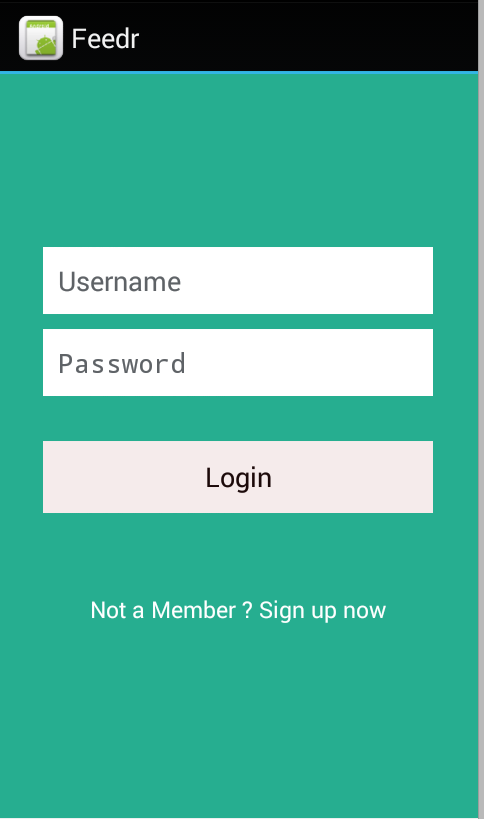 Feedr
Username
Password
Login
Not a Member ? Sign up now